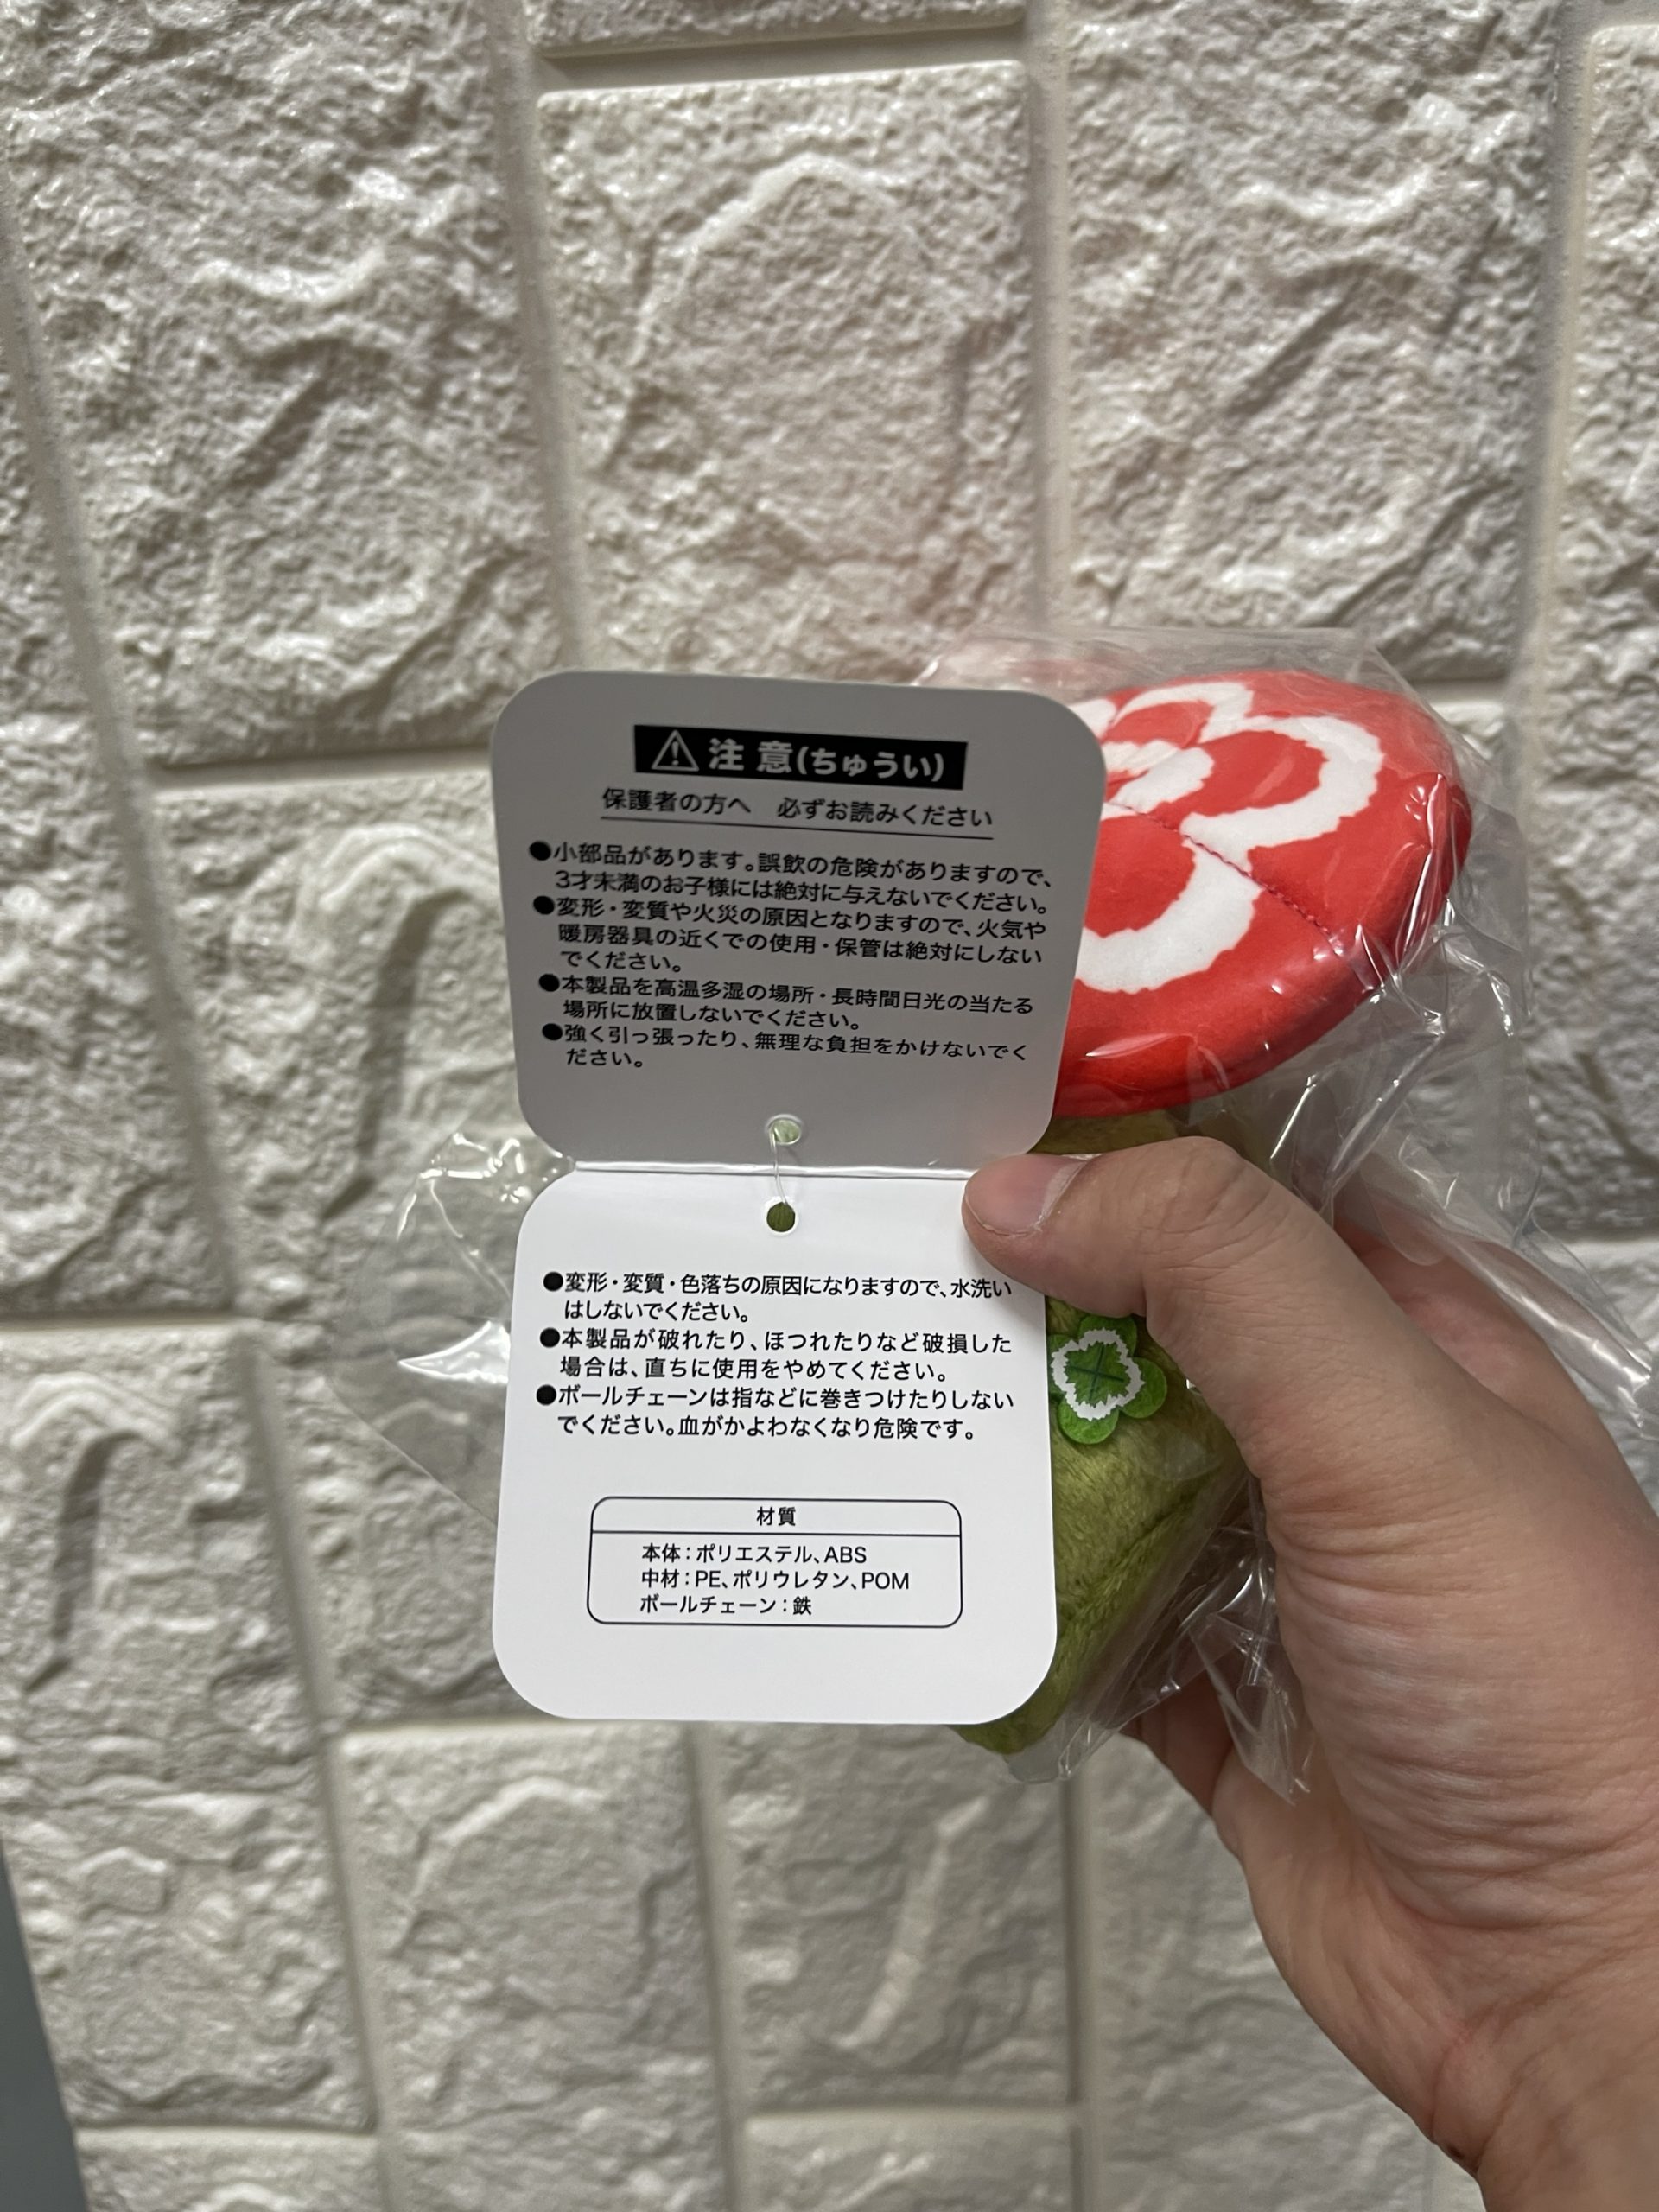 注意(ちゅうい)
保護者の方へ 必ずお読みください
●小部品があります。誤飲の危険がありますので、
3才未満のお子様には絶対に与えないでください。
●変形・変質や火災の原因となりますので、火気や
暖房器具の近くでの使用・保管は絶対にしない
でください。
●本製品を高温多湿の場所・長時間日光の当たる
場所に放置しないでください。
●強く引っ張ったり、無理な負担をかけないでく
ださい。
●変形・変質・色落ちの原因になりますので、水洗い
はしないでください。
●本製品が破れたり、ほつれたりなど破損した
場合は、直ちに使用をやめてください。
●ボールチェーンは指などに巻きつけたりしない
でください。血がかよわなくなり危険です。
材質
本体：ポリエステル、ABS
中材：PE、ポリウレタン、POM
ボールチェーン：鉄